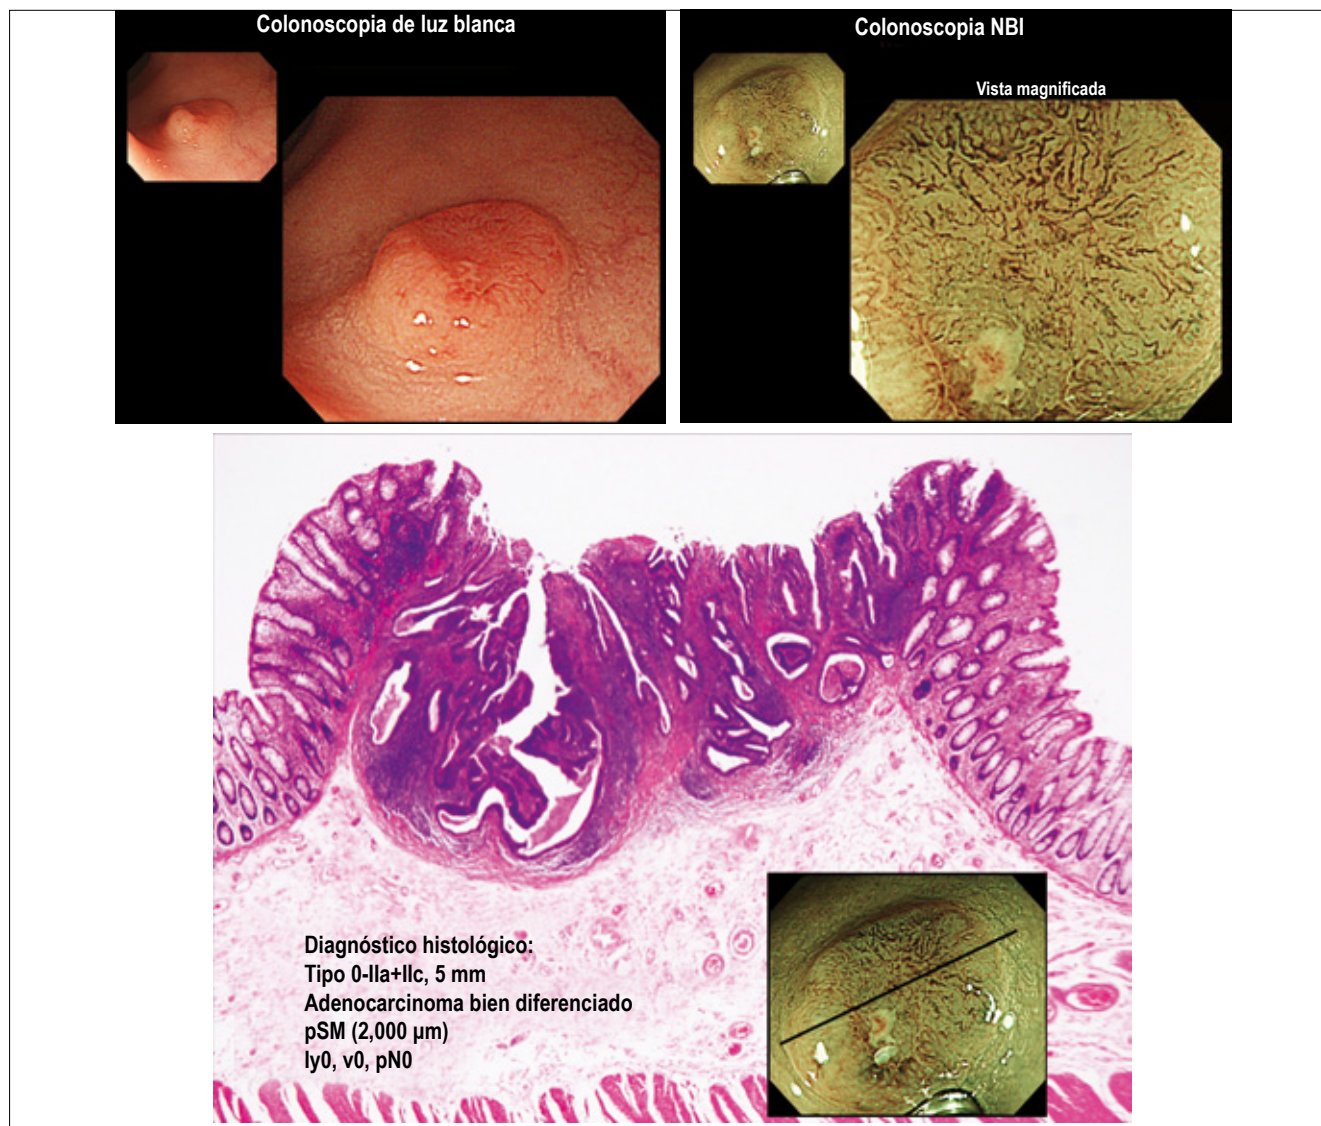 Colonoscopia de luz blanca
Colonoscopia NBI
Vista magnificada
Diagnóstico histológico:
Tipo 0-IIa+IIc, 5 mm
Adenocarcinoma bien diferenciado
pSM (2,000 µm)
ly0, v0, pN0